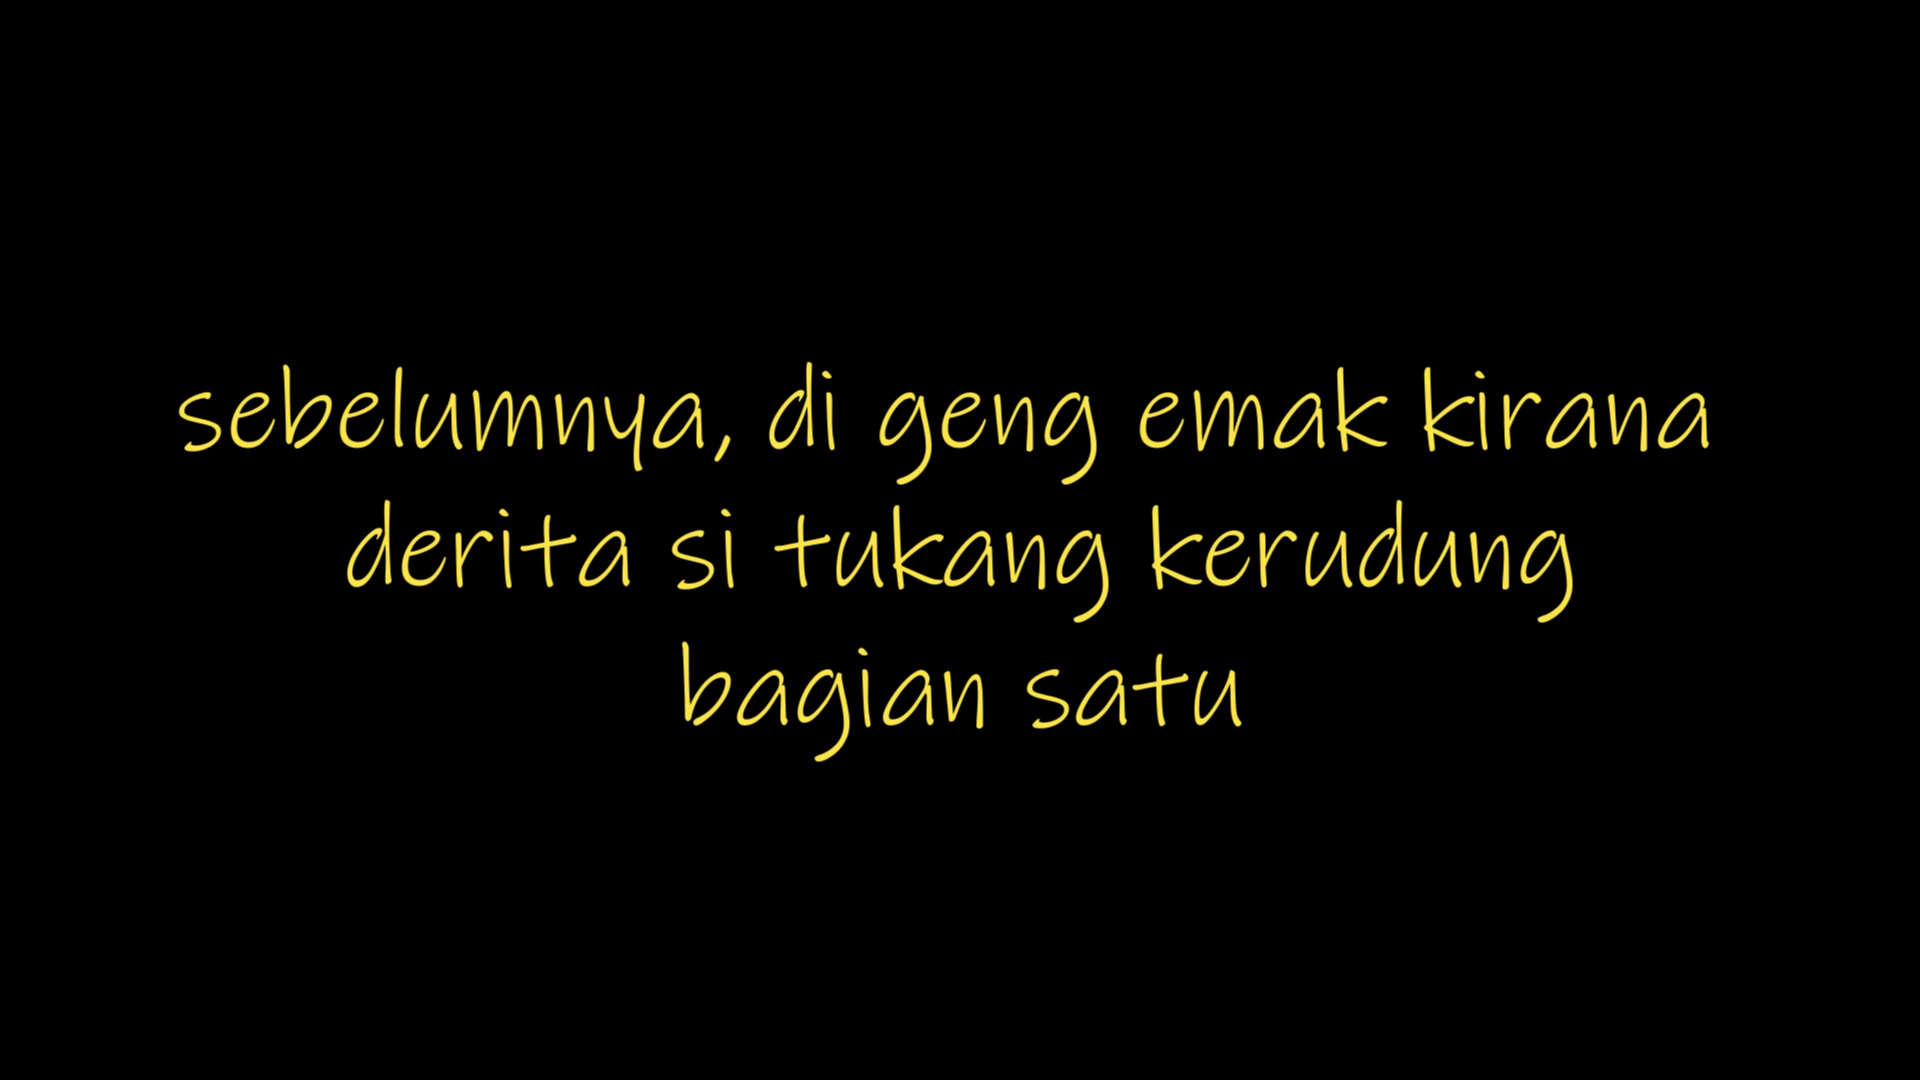 sebelumnya, di geng emak kirana
derita si tukang kerudung
bagian satu